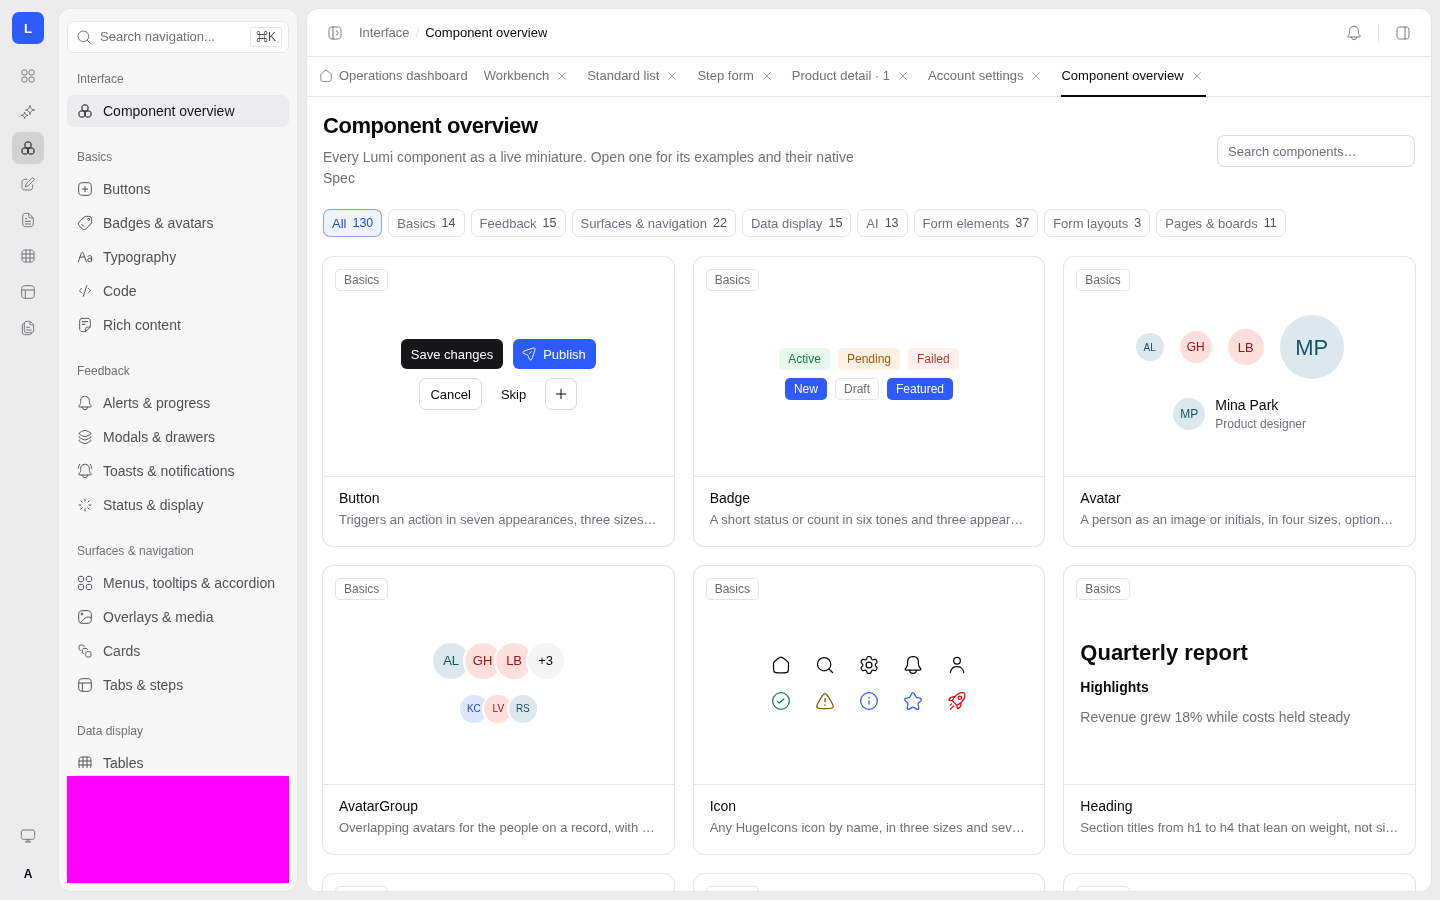 L
Search navigation...
⌘K
Interface
Component overview
Basics
Buttons
Badges & avatars
Typography
Code
Rich content
Feedback
Alerts & progress
Modals & drawers
Toasts & notifications
Status & display
Surfaces & navigation
Menus, tooltips & accordion
Overlays & media
Cards
Tabs & steps
Data display
Tables
A
Interface / Component overview
Operations dashboard
Workbench
Standard list
Step form
Product detail · 1
Account settings
Component overview
Component overview
Every Lumi component as a live miniature. Open one for its examples and their native
Spec
Search components…
All 130
Basics 14
Feedback 15
Surfaces & navigation 22
Data display 15
AI 13
Form elements 37
Form layouts 3
Pages & boards 11
Basics
Save changes
Publish
Cancel
Skip
Button
Triggers an action in seven appearances, three sizes…
Basics
Active
Pending
Failed
New
Draft
Featured
Badge
A short status or count in six tones and three appear…
Basics
AL
GH
LB
MP
MP
Mina Park
Product designer
Avatar
A person as an image or initials, in four sizes, option…
Basics
AL
GH
LB
+3
KC
LV
RS
AvatarGroup
Overlapping avatars for the people on a record, with …
Basics
Icon
Any HugeIcons icon by name, in three sizes and sev…
Basics
Quarterly report
Highlights
Revenue grew 18% while costs held steady
Heading
Section titles from h1 to h4 that lean on weight, not si…